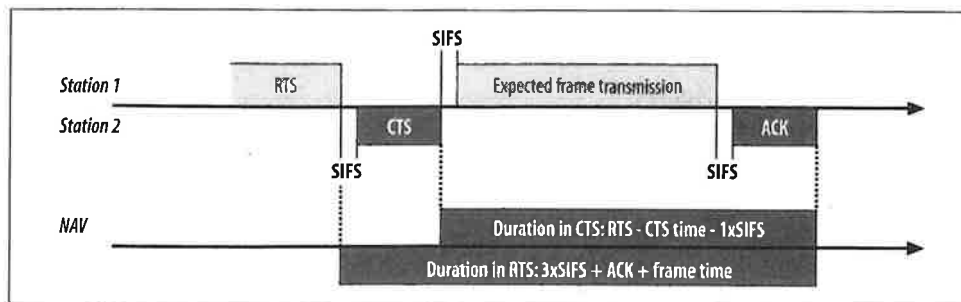 SIFS
Station 1
RTS
Expected frame transmission
Station 2
CTS
ACK
SIFS
SIFS
NAV
Duration in CTS: RTS - CTS time - 1xSIFS
Duration in RTS: 3xSIFS + ACK + frame time